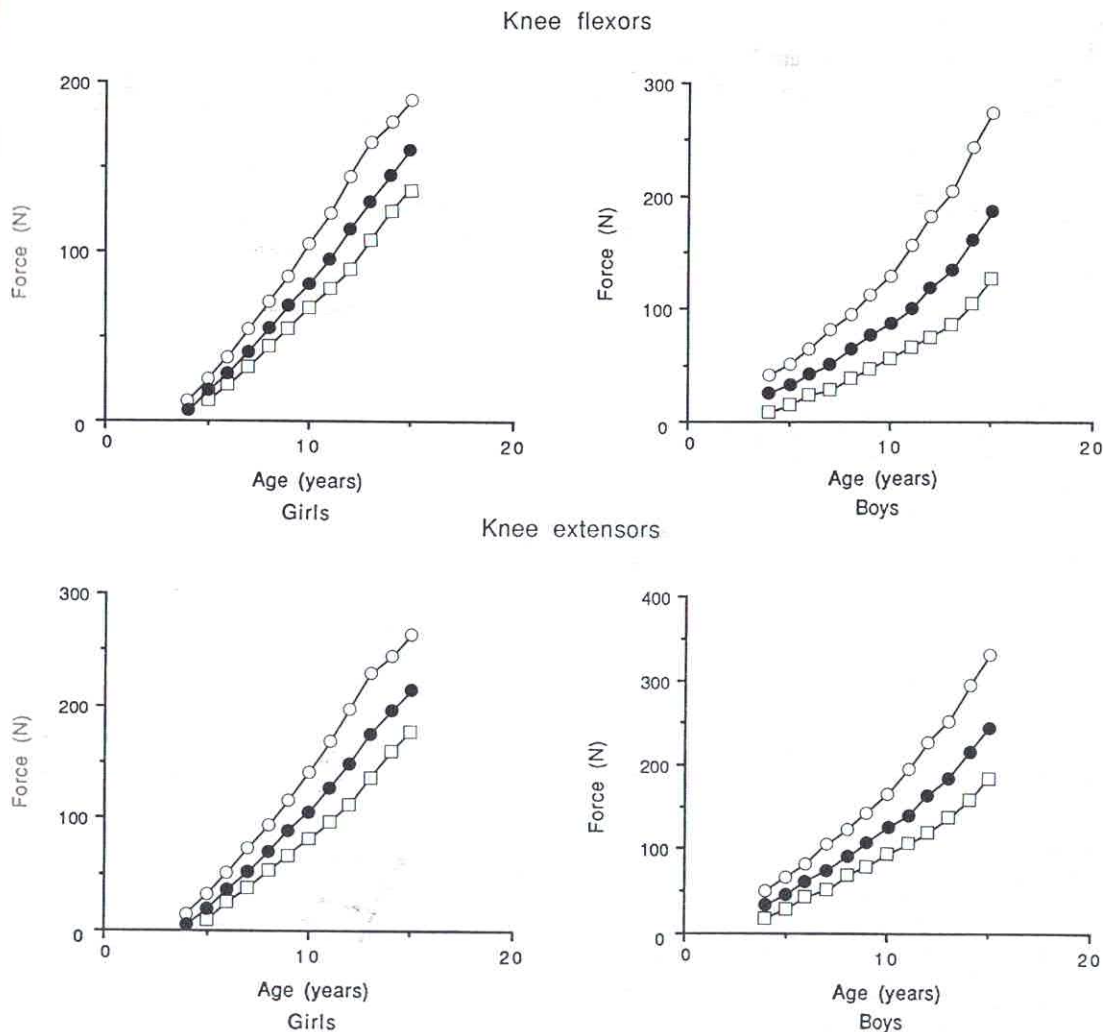 Knee flexors
200
100
0
Force (N)
0 10 20
Age (years)
Girls
300
200
100
0
Force (N)
0 10 20
Age (years)
Boys
Knee extensors
300
200
100
0
Force (N)
0 10 20
Age (years)
Girls
400
300
200
100
0
Force (N)
0 10 20
Age (years)
Boys